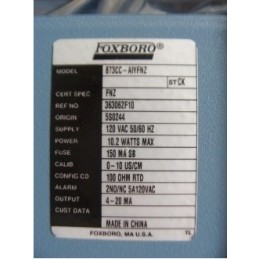 FOXBORO®
MODEL 873CC-AIYFNZ
ST CK
CERT SPEC FNZ
REF NO. 363062F10
ORIGIN 5S0244
SUPPLY 120 VAC 50/60 HZ
POWER 10.2 WATTS MAX
FUSE 150 MA SB
CALIB 0-10 US/CM
CONFIG CD 100 OHM RTD
ALARM 2NO/NC 5A120VAC
OUTPUT 4-20 MA
CUST DATA
MADE IN CHINA
FOXBORO, MA U.S.A.